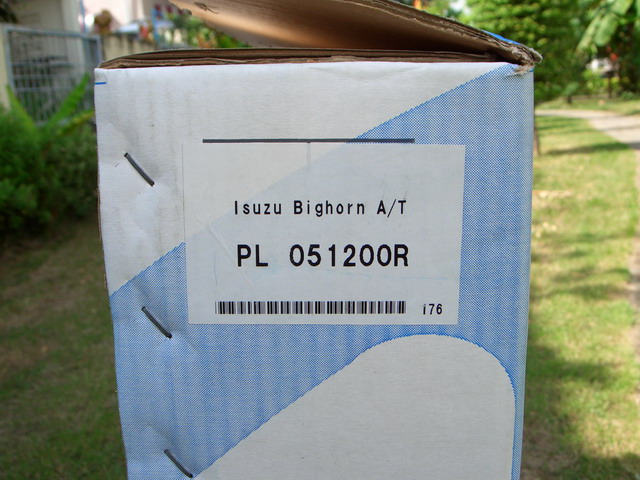 Isuzu Bighorn A/T
PL 051200R
i76